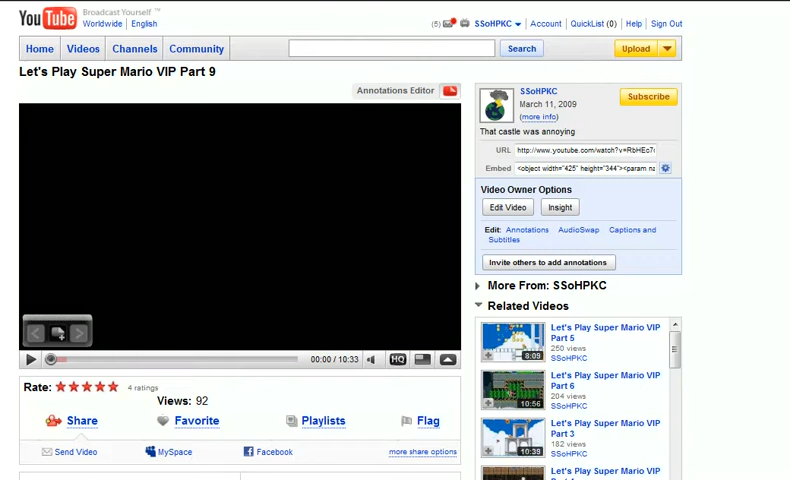 YouTube Broadcast Yourself ™
Worldwide | English
(5) SSoHPKC Account QuickList (0) Help Sign Out
Home Videos Channels Community Search Upload
Let's Play Super Mario VIP Part 9
Annotations Editor
SSoHPKC Subscribe
March 11, 2009
(more info)
That castle was annoying
URL http://www.youtube.com/watch?v=RbHEc7
Embed <object width="425" height="344"><param na
Video Owner Options
Edit Video Insight
Edit: Annotations AudioSwap Captions and
Subtitles
Invite others to add annotations
More From: SSoHPKC
Related Videos
Let's Play Super Mario VIP
Part 5
250 views
SSoHPKC
8:09
Let's Play Super Mario VIP
Part 6
204 views
SSoHPKC
10:56
Let's Play Super Mario VIP
Part 3
182 views
SSoHPKC
10:39
Let's Play Super Mario VIP
00:00 / 10:33 HQ
Rate: 4 ratings
Views: 92
Share Favorite Playlists Flag
Send Video MySpace Facebook more share options